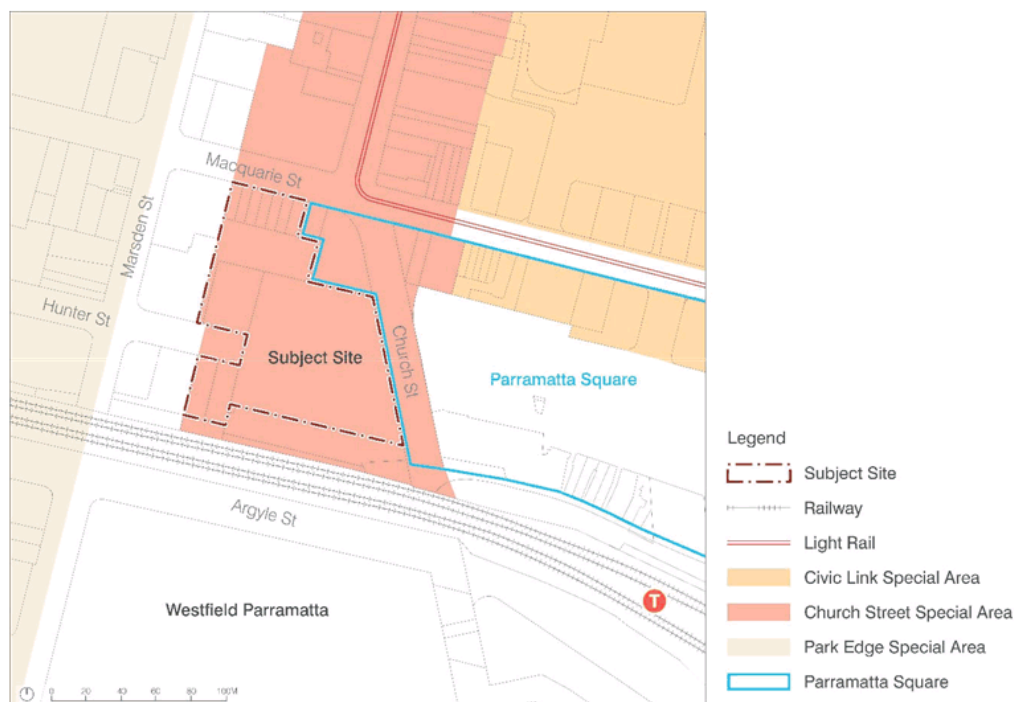 Macquarie St
Marsden St
Hunter St
Church St
Subject Site
Parramatta Square
Argyle St
Westfield Parramatta
T
0 20 40 60 80 100M
Legend
Subject Site
Railway
Light Rail
Civic Link Special Area
Church Street Special Area
Park Edge Special Area
Parramatta Square